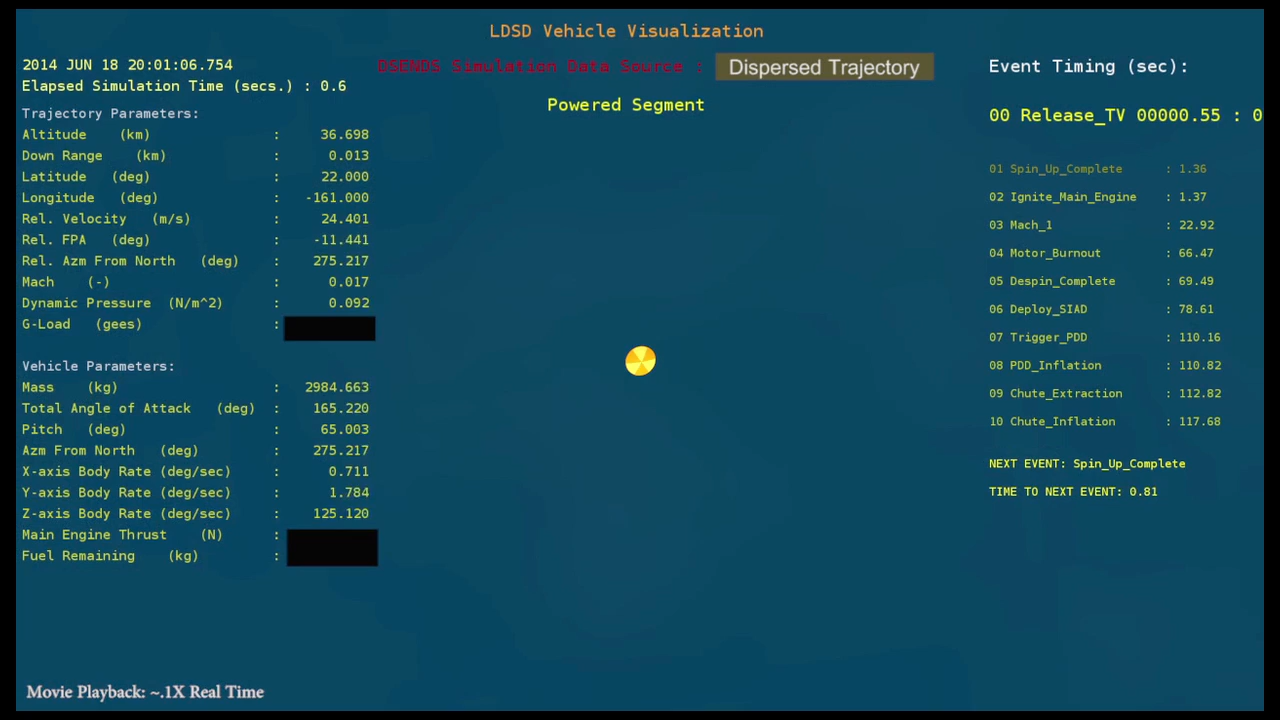 LDSD Vehicle Visualization
2014 JUN 18 20:01:06.754
DSENDS Simulation Data Source : Dispersed Trajectory
Event Timing (sec):
Elapsed Simulation Time (secs.) : 0.6
Powered Segment
Trajectory Parameters:
00 Release_TV 00000.55 : 0
Altitude (km) : 36.698
Down Range (km) : 0.013
Latitude (deg) : 22.000
Longitude (deg) : -161.000
Rel. Velocity (m/s) : 24.401
Rel. FPA (deg) : -11.441
Rel. Azm From North (deg) : 275.217
Mach (-) : 0.017
Dynamic Pressure (N/m^2) : 0.092
G-Load (gees) :
Vehicle Parameters:
Mass (kg) : 2984.663
Total Angle of Attack (deg) : 165.220
Pitch (deg) : 65.003
Azm From North (deg) : 275.217
X-axis Body Rate (deg/sec) : 0.711
Y-axis Body Rate (deg/sec) : 1.784
Z-axis Body Rate (deg/sec) : 125.120
Main Engine Thrust (N) :
Fuel Remaining (kg) :
01 Spin_Up_Complete : 1.36
02 Ignite_Main_Engine : 1.37
03 Mach_1 : 22.92
04 Motor_Burnout : 66.47
05 Despin_Complete : 69.49
06 Deploy_SIAD : 78.61
07 Trigger_PDD : 110.16
08 PDD_Inflation : 110.82
09 Chute_Extraction : 112.82
10 Chute_Inflation : 117.68
NEXT EVENT: Spin_Up_Complete
TIME TO NEXT EVENT: 0.81
Movie Playback: ~.1X Real Time